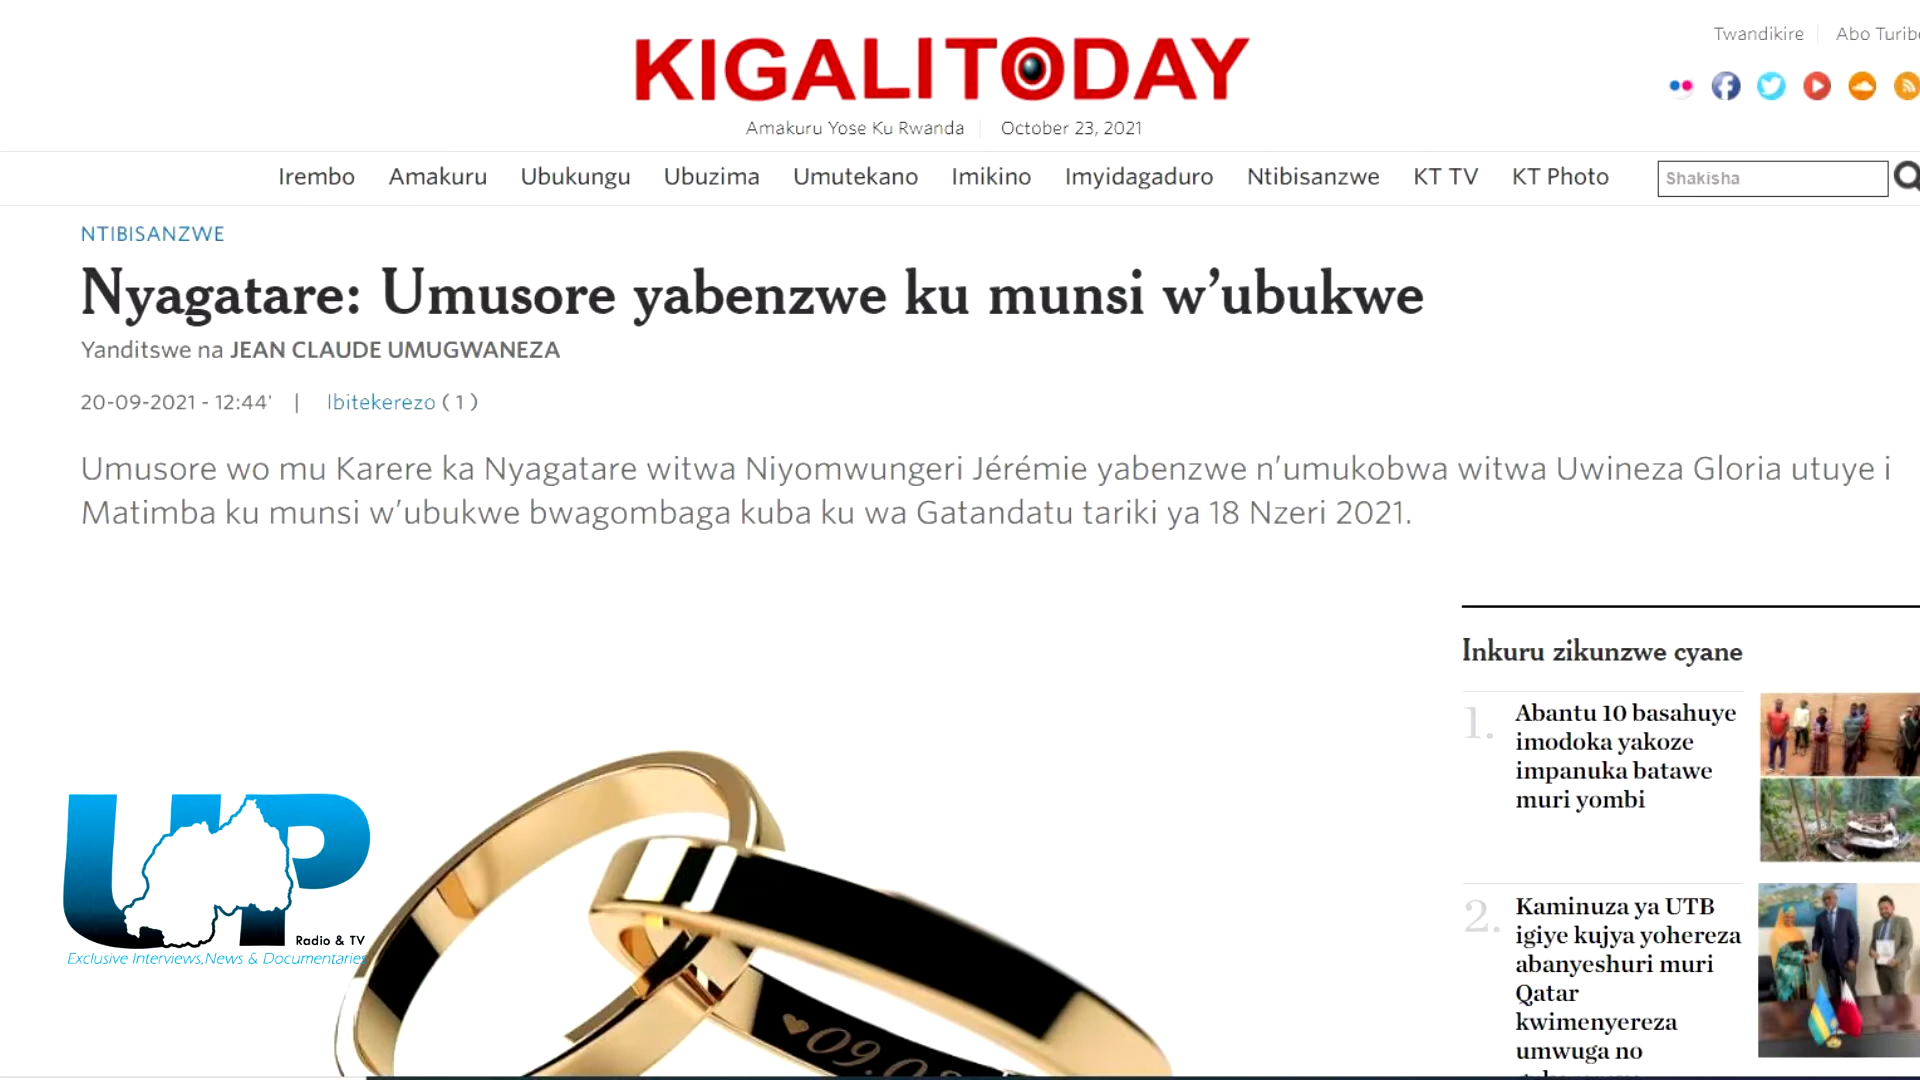 KIGALITODAY
Twandikire
Abo Turib
Amakuru Yose Ku Rwanda
October 23, 2021
Irembo Amakuru Ubukungu Ubuzima Umutekano Imikino Imyidagaduro Ntibisanzwe KT TV KT Photo
Shakisha
NTIBISANZWE
Nyagatare: Umusore yabenzwe ku munsi w’ubukwe
Yanditswe na JEAN CLAUDE UMUGWANEZA
20-09-2021 - 12:44' | Ibitekerezo ( 1 )
Umusore wo mu Karere ka Nyagatare witwa Niyomwungeri Jérémie yabenzwe n’umukobwa witwa Uwineza Gloria utuye i
Matimba ku munsi w’ubukwe bwagombaga kuba ku wa Gatandatu tariki ya 18 Nzeri 2021.
Inkuru zikunzwe cyane
1. Abantu 10 basahuye
imodoka yakoze
impanuka batawe
muri yombi
2. Kaminuza ya UTB
igiye kujya yohereza
abanyeshuri muri
Qatar
kwimenyereza
umwuga no
UP
Radio & TV
Exclusive Interviews,News & Documentaries
09.0